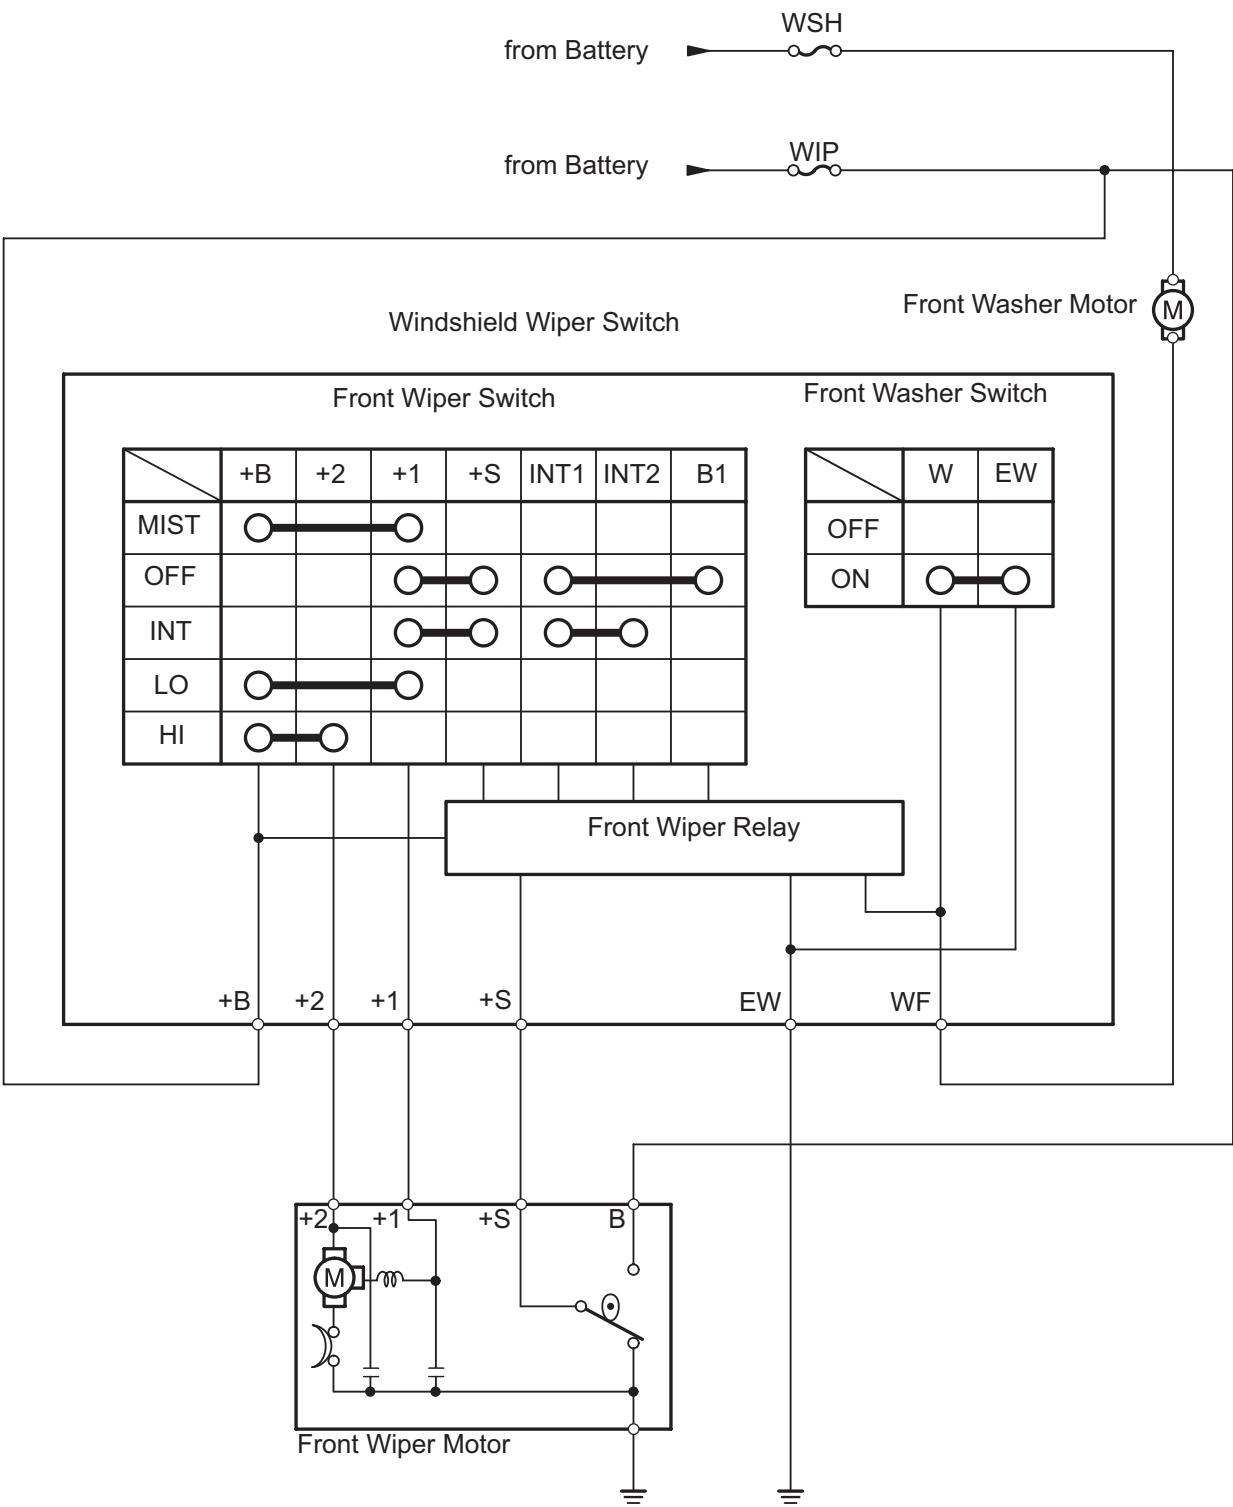 WSH
from Battery
WIP
from Battery
Front Washer Motor
M
Windshield Wiper Switch
Front Wiper Switch
Front Washer Switch
+B +2 +1 +S INT1 INT2 B1
MIST
OFF
INT
LO
HI
W EW
OFF
ON
Front Wiper Relay
+B +2 +1 +S EW WF
+2 +1 +S B
M
Front Wiper Motor